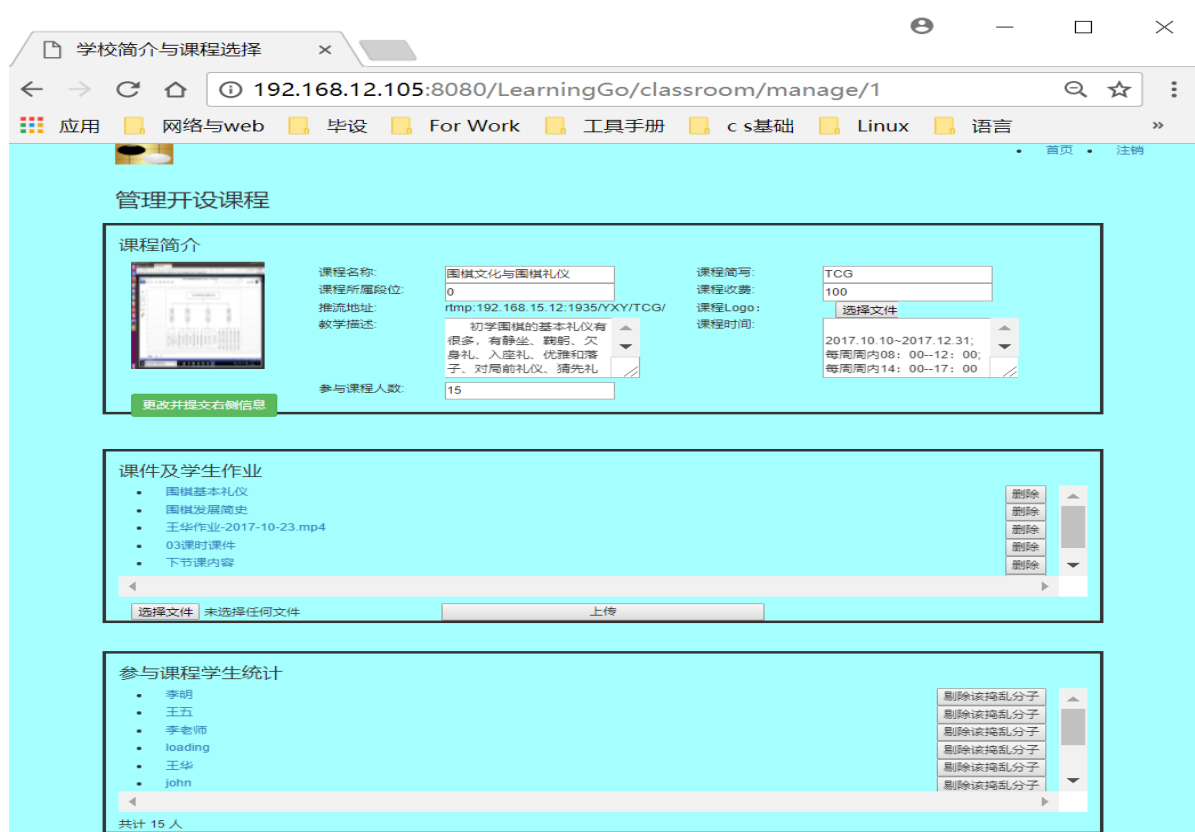 学校简介与课程选择
192.168.12.105:8080/LearningGo/classroom/manage/1
应用 网络与web 毕设 For Work 工具手册 c s基础 Linux 语言 »
• 首页 • 注销
管理开设课程
课程简介
课程名称: 围棋文化与围棋礼仪 课程简写: TCG
课程所属段位: 0 课程收费: 100
推流地址: rtmp:192.168.15.12:1935/YXY/TCG/ 课程Logo: 选择文件
教学描述: 初学围棋的基本礼仪有 课程时间:
很多，有静坐、鞠躬、欠 2017.10.10~2017.12.31;
身礼、入座礼、优雅和落 每周周内08：00--12：00;
子、对局前礼仪、猜先礼 每周周内14：00--17：00
参与课程人数: 15
更改并提交右侧信息
课件及学生作业
• 围棋基本礼仪 删除
• 围棋发展简史 删除
• 王华作业-2017-10-23.mp4 删除
• 03课时课件 删除
• 下节课内容 删除
选择文件 未选择任何文件 上传
参与课程学生统计
• 李明 剔除该捣乱分子
• 王五 剔除该捣乱分子
• 李老师 剔除该捣乱分子
• loading 剔除该捣乱分子
• 王华 剔除该捣乱分子
• john 剔除该捣乱分子
共计 15 人